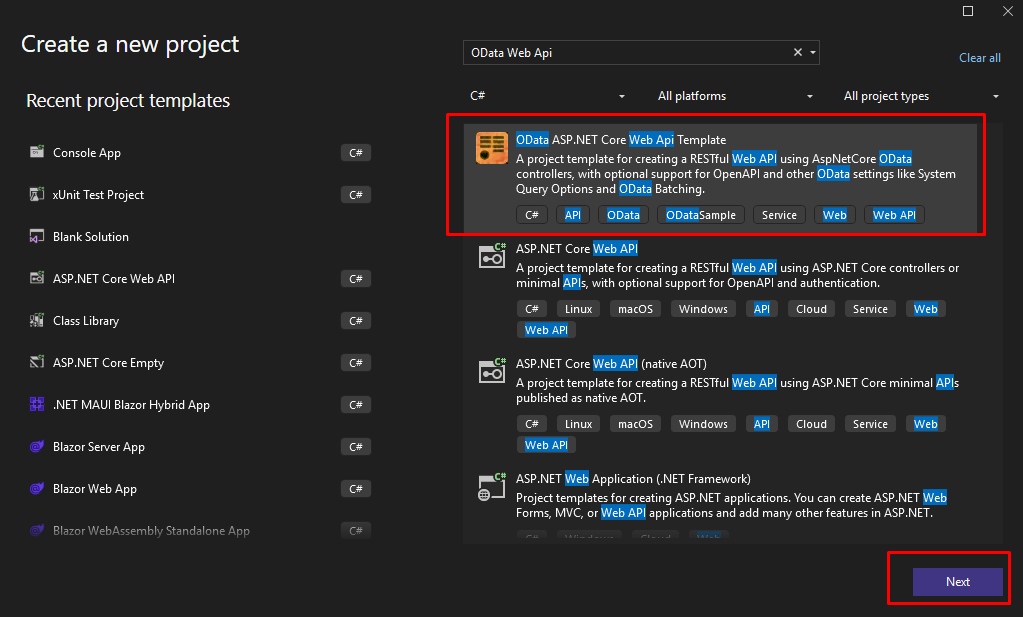 Create a new project
OData Web Api
Clear all
C#
All platforms
All project types
Recent project templates
Console App
C#
xUnit Test Project
C#
Blank Solution
ASP.NET Core Web API
C#
Class Library
C#
ASP.NET Core Empty
C#
.NET MAUI Blazor Hybrid App
C#
Blazor Server App
C#
Blazor Web App
C#
Blazor WebAssembly Standalone App
C#
OData ASP.NET Core Web Api Template
A project template for creating a RESTful Web API using AspNetCore OData
controllers, with optional support for OpenAPI and other OData settings like System
Query Options and OData Batching.
C# API OData ODataSample Service Web Web API
ASP.NET Core Web API
A project template for creating a RESTful Web API using ASP.NET Core controllers or
minimal APIs, with optional support for OpenAPI and authentication.
C# Linux macOS Windows API Cloud Service Web
Web API
ASP.NET Core Web API (native AOT)
A project template for creating a RESTful Web API using ASP.NET Core minimal APIs
published as native AOT.
C# Linux macOS Windows API Cloud Service Web
Web API
ASP.NET Web Application (.NET Framework)
Project templates for creating ASP.NET applications. You can create ASP.NET Web
Forms, MVC, or Web API applications and add many other features in ASP.NET.
C# Windows Cloud Web
Next